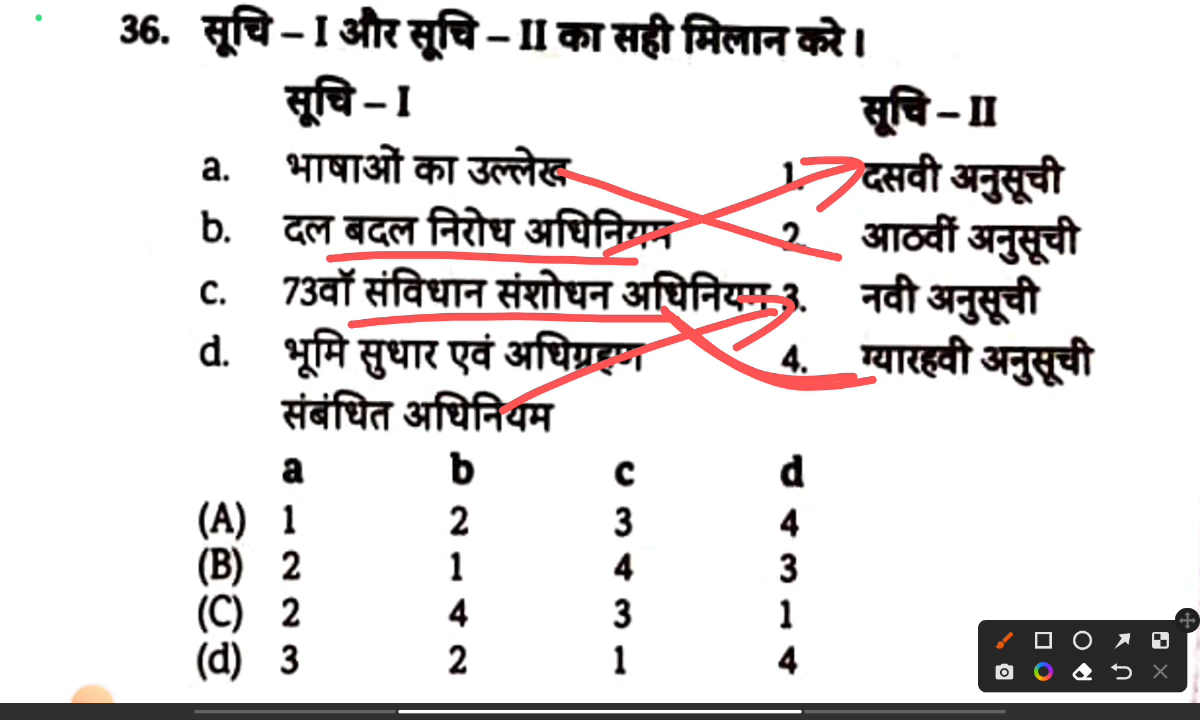 36. सूचि – I और सूचि – II का सही मिलान करे।
सूचि – I सूचि – II
a. भाषाओं का उल्लेख 1. दसवी अनुसूची
b. दल बदल निरोध अधिनियम 2. आठवीं अनुसूची
c. 73वॉ संविधान संशोधन अधिनियम 3. नवी अनुसूची
d. भूमि सुधार एवं अधिग्रहण 4. ग्यारहवी अनुसूची
संबंधित अधिनियम
a b c d
(A) 1 2 3 4
(B) 2 1 4 3
(C) 2 4 3 1
(d) 3 2 1 4